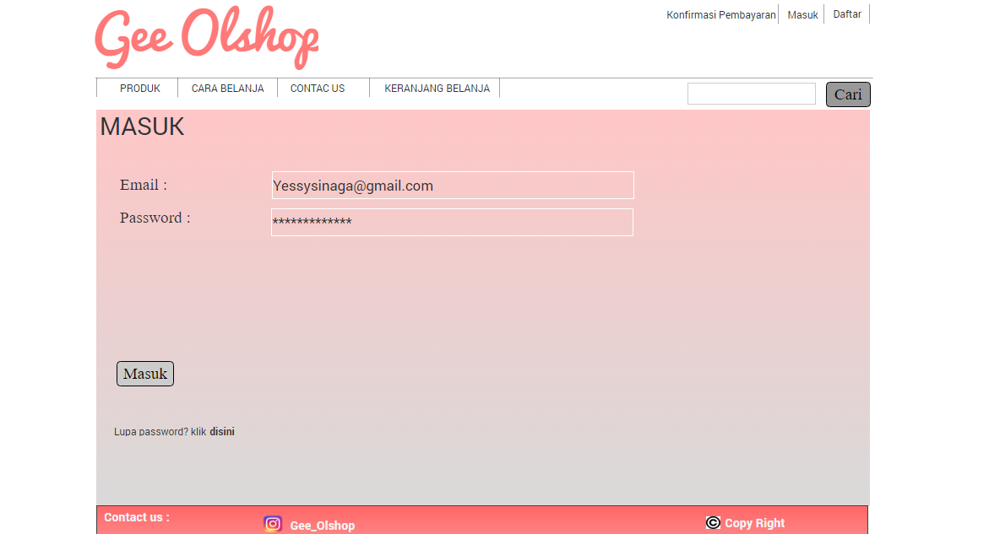 Gee Olshop
Konfirmasi Pembayaran Masuk Daftar
PRODUK CARA BELANJA CONTAC US KERANJANG BELANJA Cari
MASUK
Email : Yessysinaga@gmail.com
Password : *************
Masuk
Lupa password? klik disini
Contact us : Gee_Olshop © Copy Right